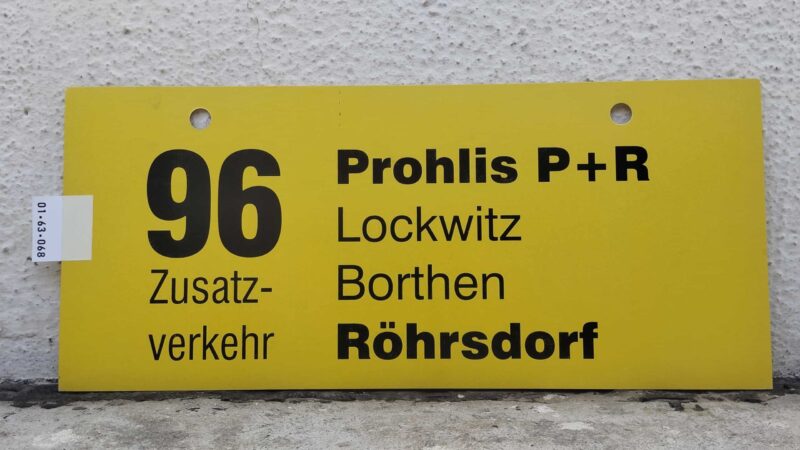 96
Zusatz-
verkehr
Prohlis P+R
Lockwitz
Borthen
Röhrsdorf
01-63-068